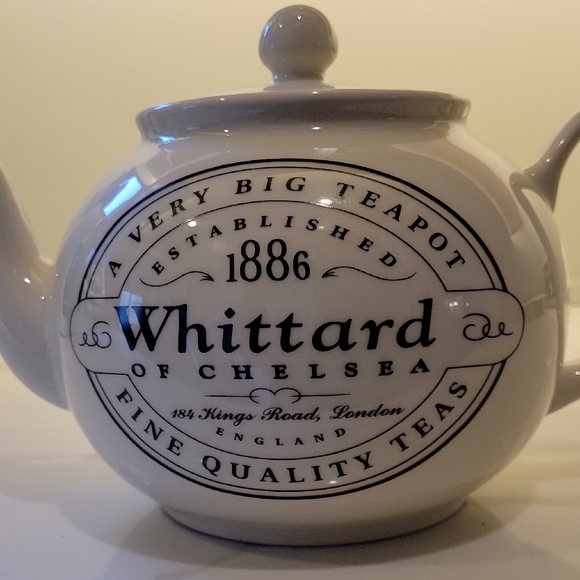 A VERY BIG TEAPOT
ESTABLISHED
1886
Whittard
OF CHELSEA
184 Kings Road, London
ENGLAND
FINE QUALITY TEAS